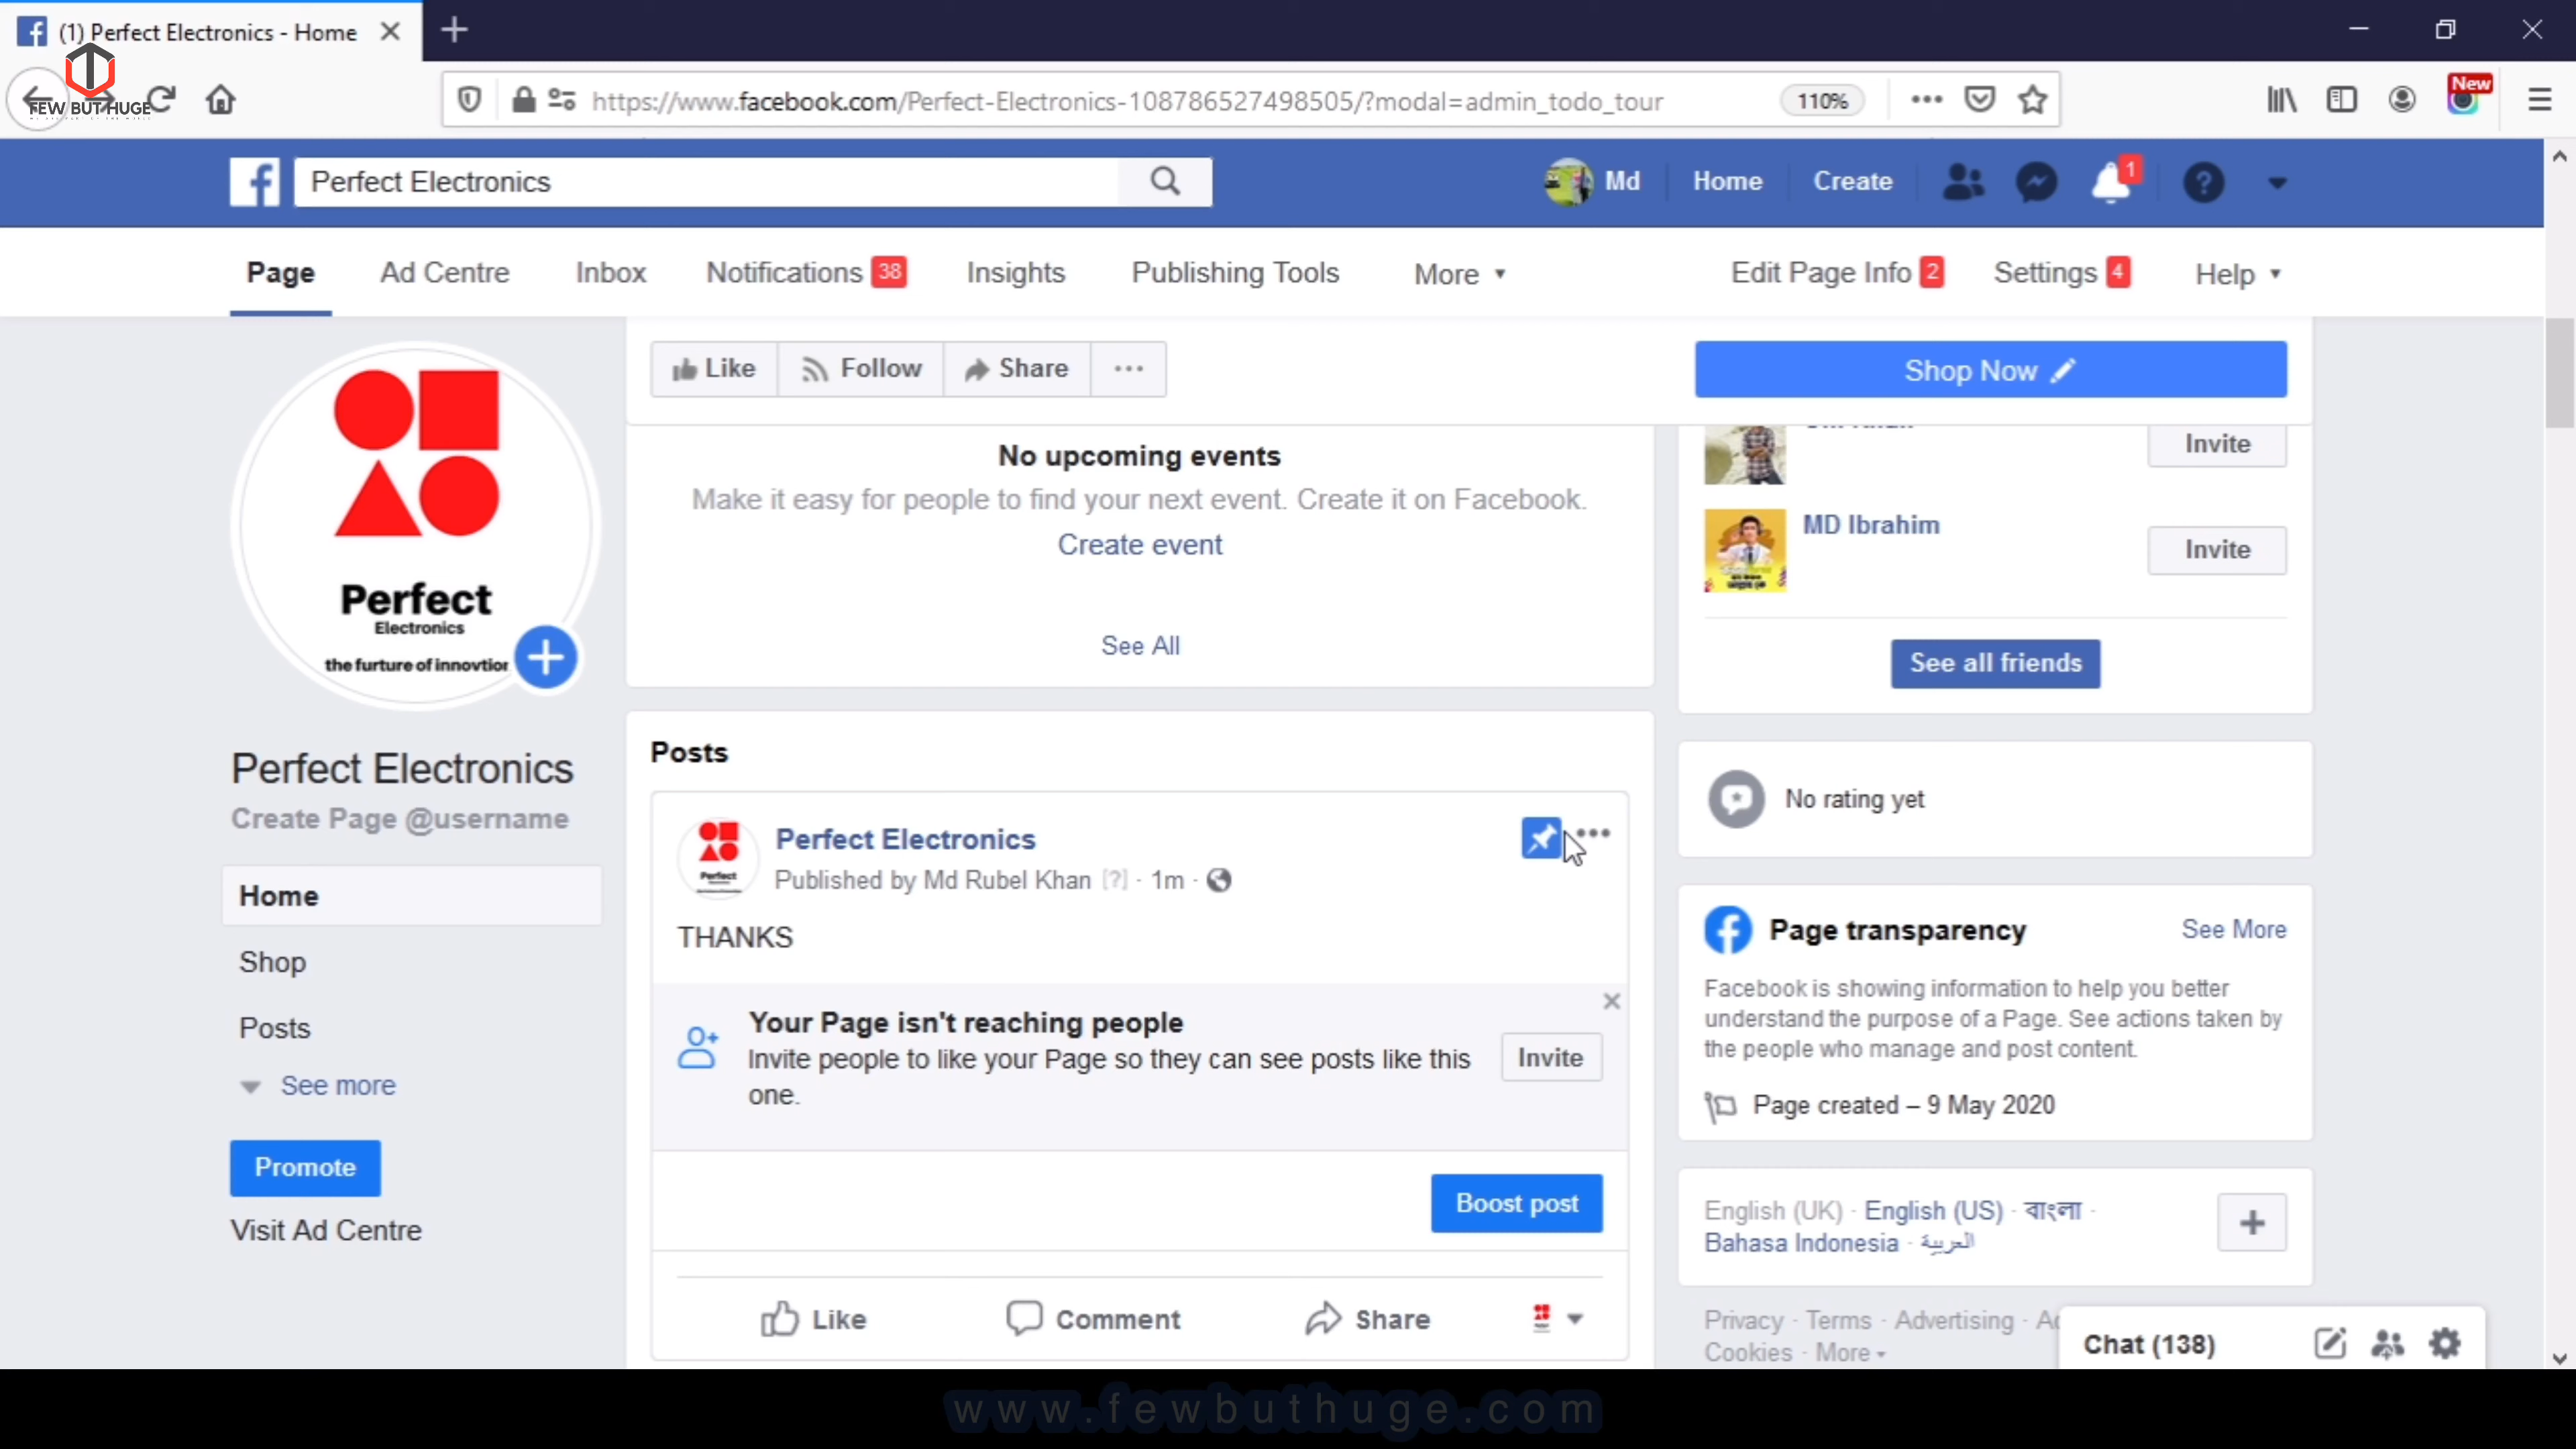 (1) Perfect Electronics - Home
FEW BUT HUGE
https://www.facebook.com/Perfect-Electronics-108786527498505/?modal=admin_todo_tour
110%
New
Perfect Electronics
Md
Home
Create
1
Page
Ad Centre
Inbox
Notifications 38
Insights
Publishing Tools
More
Edit Page Info 2
Settings 4
Help
Like
Follow
Share
Shop Now
Perfect
Electronics
the furture of innovtior
Perfect Electronics
Create Page @username
Home
Shop
Posts
See more
Promote
Visit Ad Centre
No upcoming events
Make it easy for people to find your next event. Create it on Facebook.
Create event
See All
Posts
Perfect Electronics
Published by Md Rubel Khan [?] · 1m ·
THANKS
Your Page isn't reaching people
Invite people to like your Page so they can see posts like this
one.
Invite
Boost post
Like
Comment
Share
Invite
MD Ibrahim
Invite
See all friends
No rating yet
Page transparency
See More
Facebook is showing information to help you better
understand the purpose of a Page. See actions taken by
the people who manage and post content.
Page created – 9 May 2020
English (UK) · English (US) · বাংলা ·
Bahasa Indonesia · العربية
Privacy · Terms · Advertising ·
Cookies · More
Chat (138)
www.fewbuthuge.com